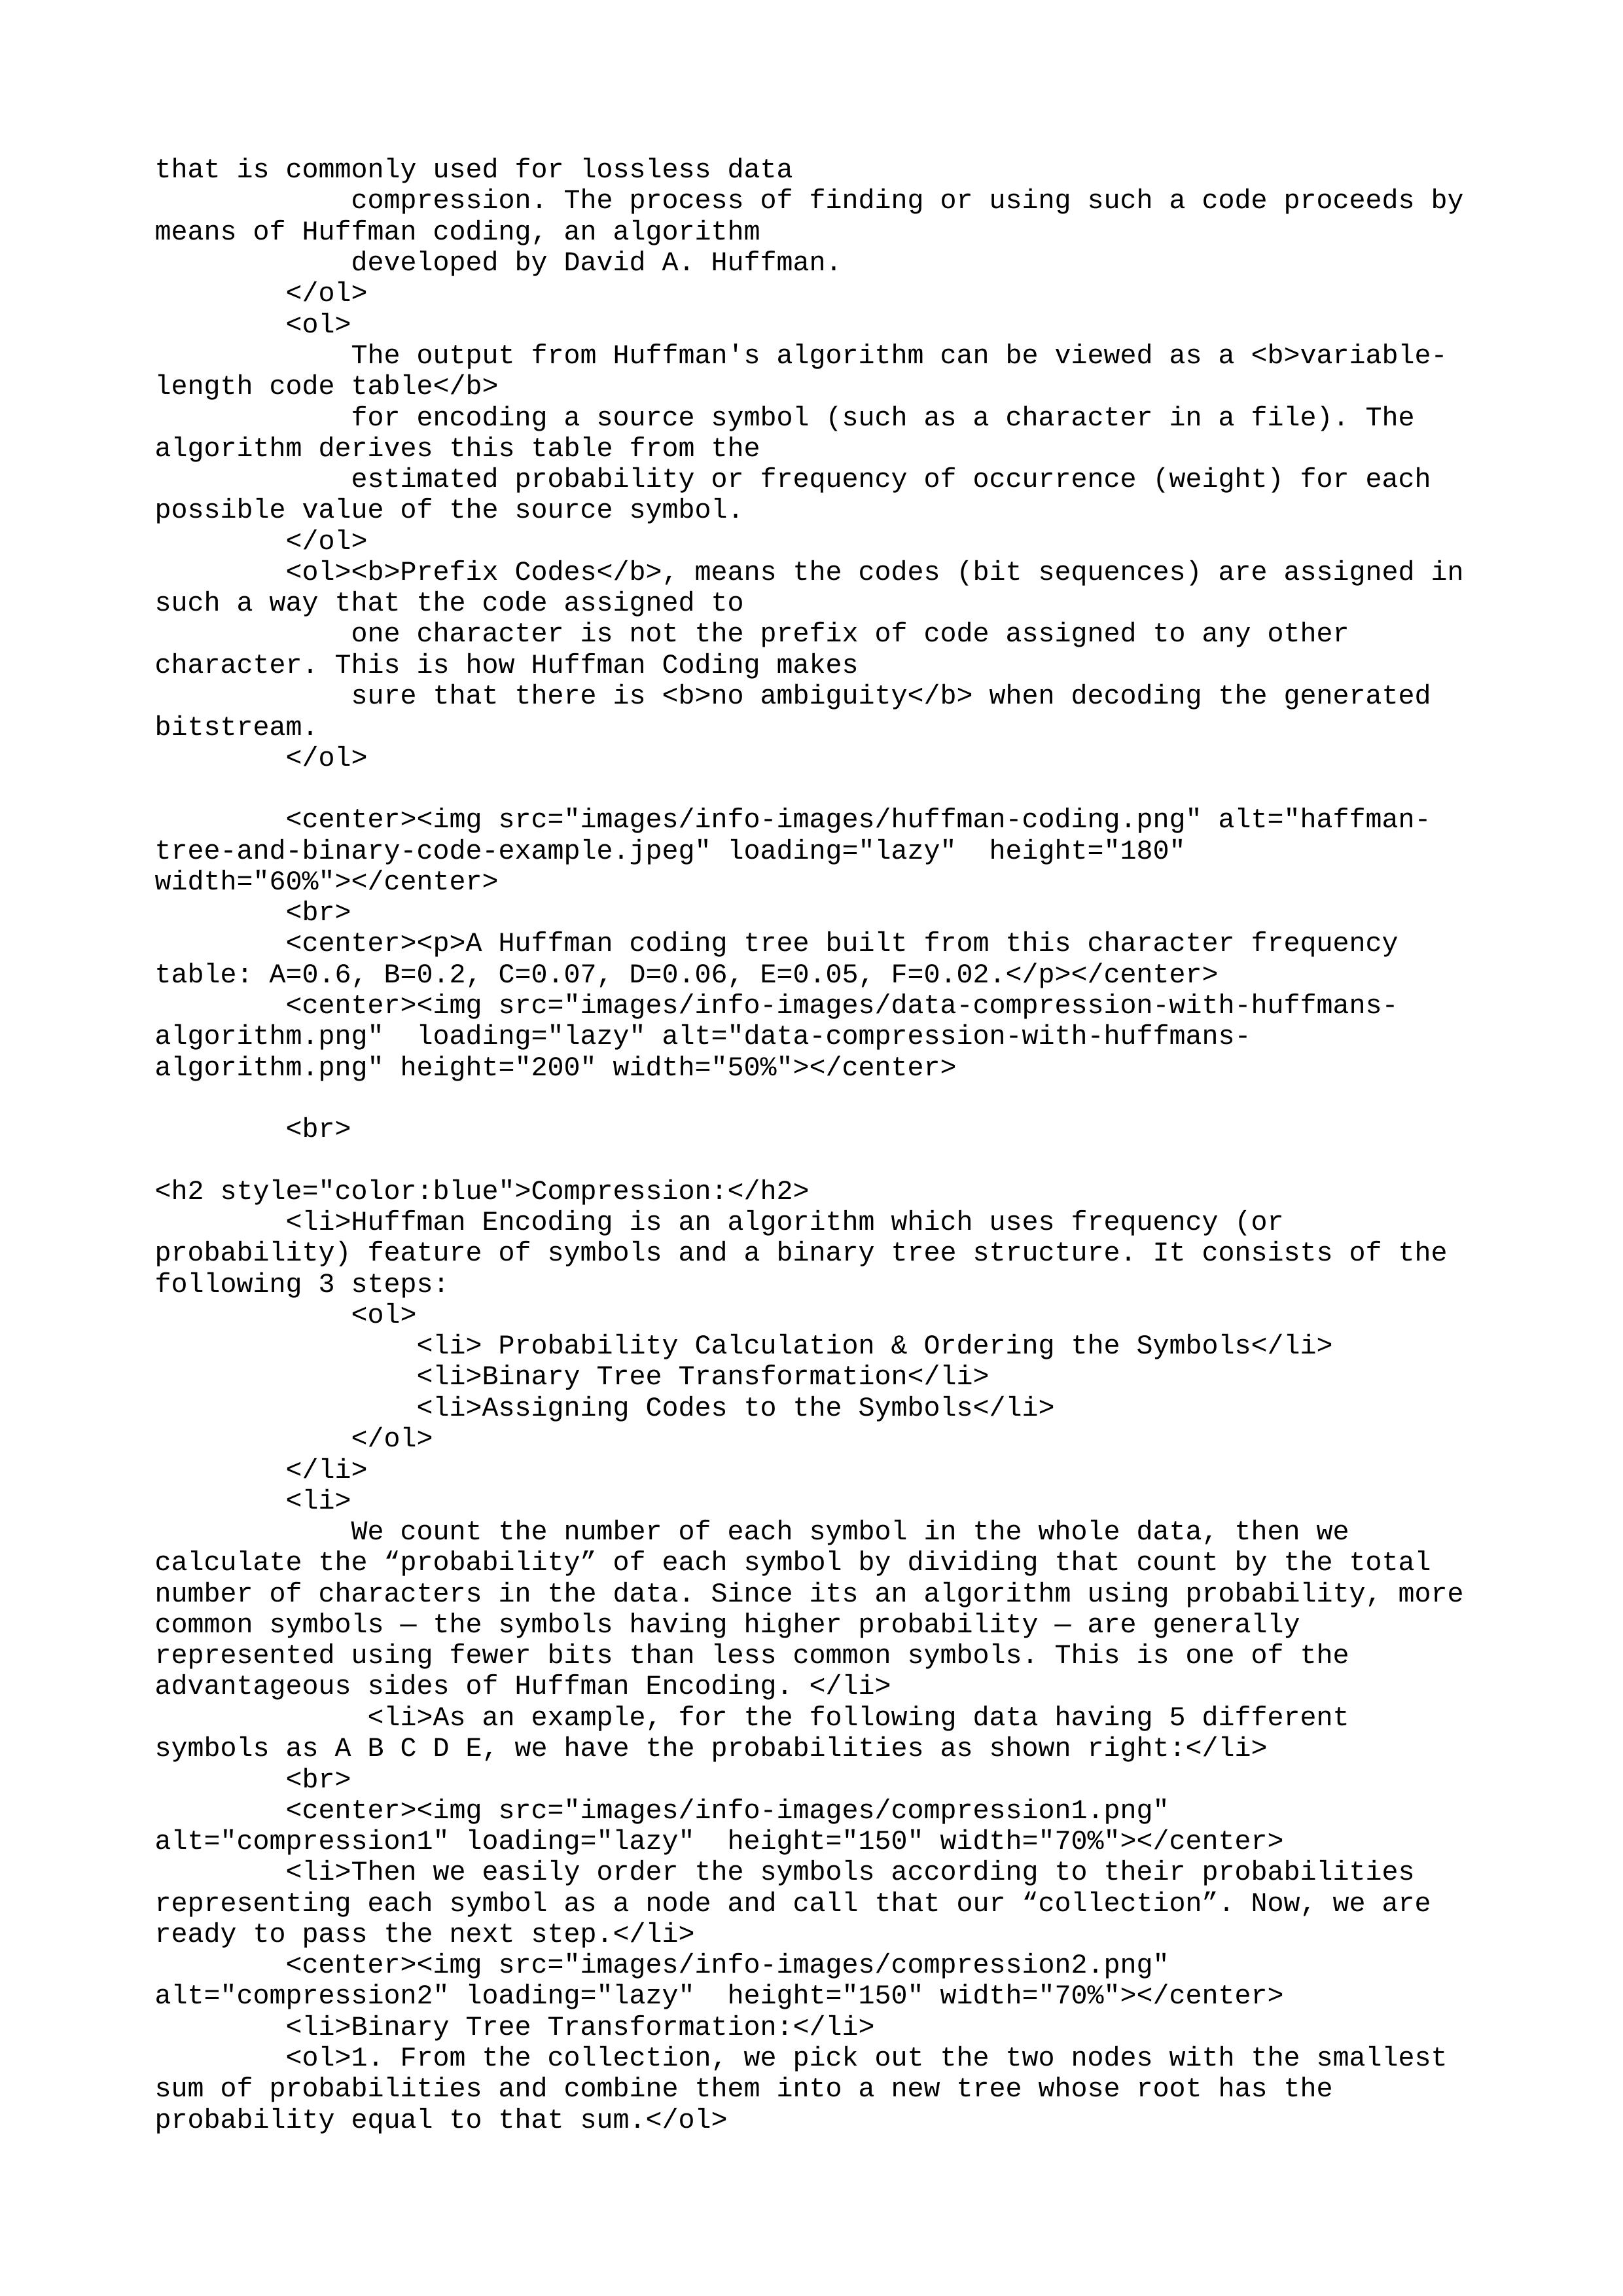 that is commonly used for lossless data
            compression. The process of finding or using such a code proceeds by
means of Huffman coding, an algorithm
            developed by David A. Huffman.
        </ol>
        <ol>
            The output from Huffman's algorithm can be viewed as a <b>variable-
length code table</b>
            for encoding a source symbol (such as a character in a file). The
algorithm derives this table from the
            estimated probability or frequency of occurrence (weight) for each
possible value of the source symbol.
        </ol>
        <ol><b>Prefix Codes</b>, means the codes (bit sequences) are assigned in
such a way that the code assigned to
            one character is not the prefix of code assigned to any other
character. This is how Huffman Coding makes
            sure that there is <b>no ambiguity</b> when decoding the generated
bitstream.
        </ol>

        <center><img src="images/info-images/huffman-coding.png" alt="haffman-
tree-and-binary-code-example.jpeg" loading="lazy"  height="180"
width="60%"></center>
        <br>
        <center><p>A Huffman coding tree built from this character frequency
table: A=0.6, B=0.2, C=0.07, D=0.06, E=0.05, F=0.02.</p></center>
        <center><img src="images/info-images/data-compression-with-huffmans-
algorithm.png"  loading="lazy" alt="data-compression-with-huffmans-
algorithm.png" height="200" width="50%"></center>

        <br>

<h2 style="color:blue">Compression:</h2>
        <li>Huffman Encoding is an algorithm which uses frequency (or
probability) feature of symbols and a binary tree structure. It consists of the
following 3 steps:
            <ol>
                <li> Probability Calculation & Ordering the Symbols</li>
                <li>Binary Tree Transformation</li>
                <li>Assigning Codes to the Symbols</li>
            </ol>
        </li>
        <li>
            We count the number of each symbol in the whole data, then we
calculate the “probability” of each symbol by dividing that count by the total
number of characters in the data. Since its an algorithm using probability, more
common symbols — the symbols having higher probability — are generally
represented using fewer bits than less common symbols. This is one of the
advantageous sides of Huffman Encoding. </li>
             <li>As an example, for the following data having 5 different
symbols as A B C D E, we have the probabilities as shown right:</li>
        <br>
        <center><img src="images/info-images/compression1.png"
alt="compression1" loading="lazy"  height="150" width="70%"></center>
        <li>Then we easily order the symbols according to their probabilities
representing each symbol as a node and call that our “collection”. Now, we are
ready to pass the next step.</li>
        <center><img src="images/info-images/compression2.png"
alt="compression2" loading="lazy"  height="150" width="70%"></center>
        <li>Binary Tree Transformation:</li>
        <ol>1. From the collection, we pick out the two nodes with the smallest
sum of probabilities and combine them into a new tree whose root has the
probability equal to that sum.</ol>